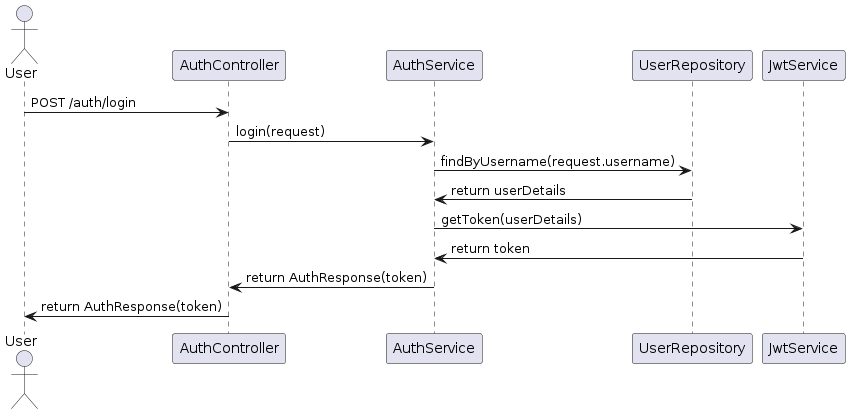 User
AuthController
AuthService
UserRepository
JwtService
POST /auth/login
login(request)
findByUsername(request.username)
return userDetails
getToken(userDetails)
return token
return AuthResponse(token)
return AuthResponse(token)
User
AuthController
AuthService
UserRepository
JwtService